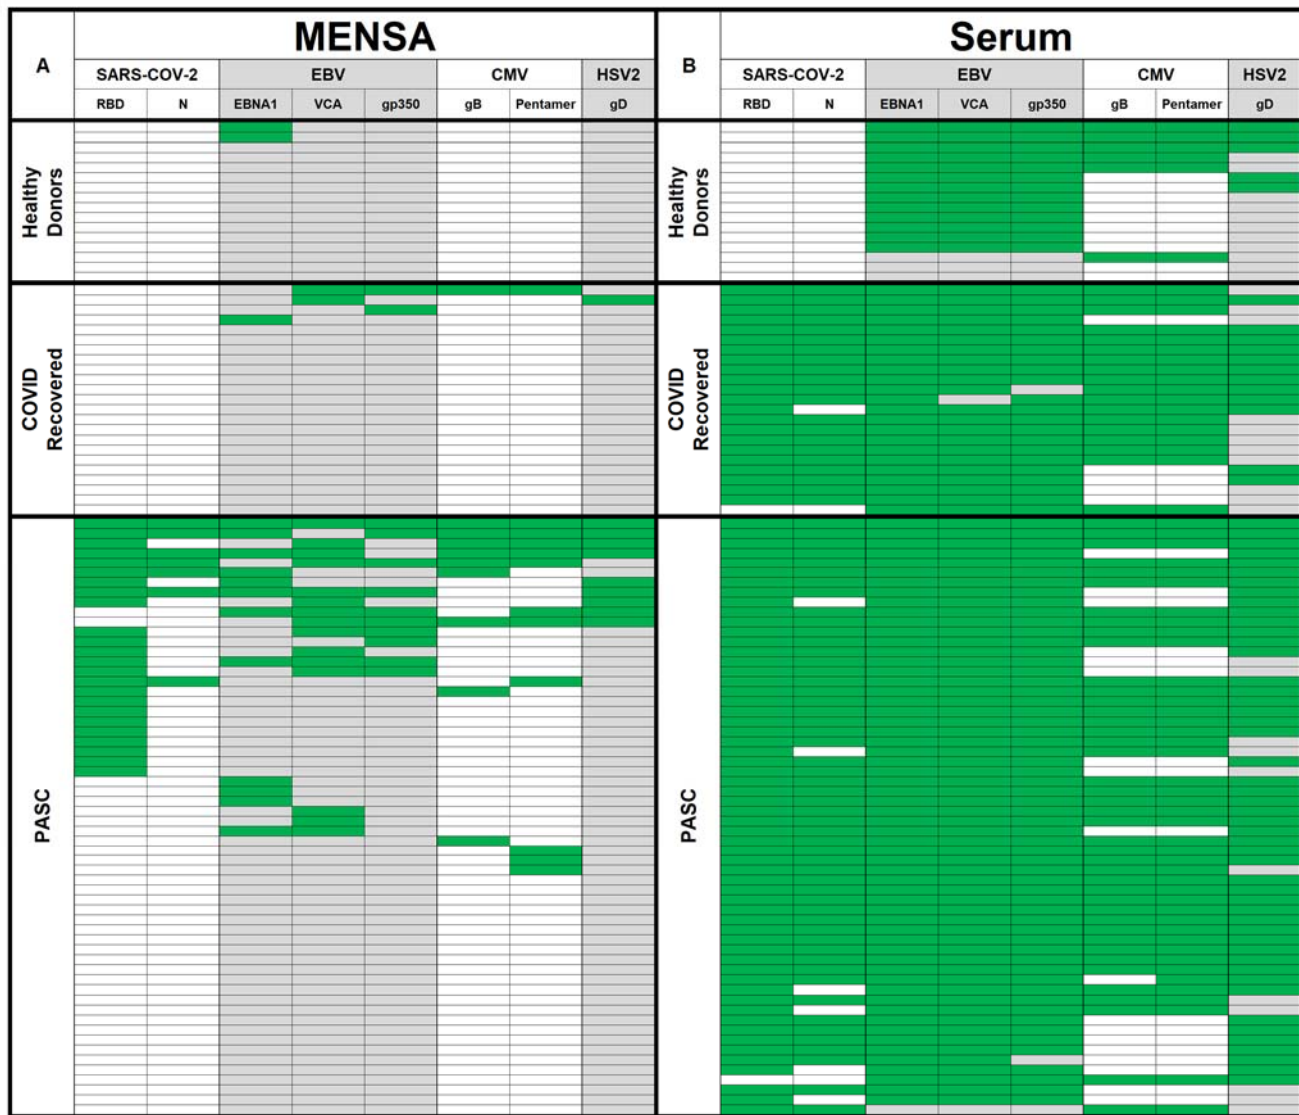 A
MENSA
SARS-COV-2 EBV CMV HSV2
RBD N EBNA1 VCA gp350 gB Pentamer gD
B
Serum
SARS-COV-2 EBV CMV HSV2
RBD N EBNA1 VCA gp350 gB Pentamer gD
Healthy
Donors
Healthy
Donors
COVID
Recovered
COVID
Recovered
PASC
PASC